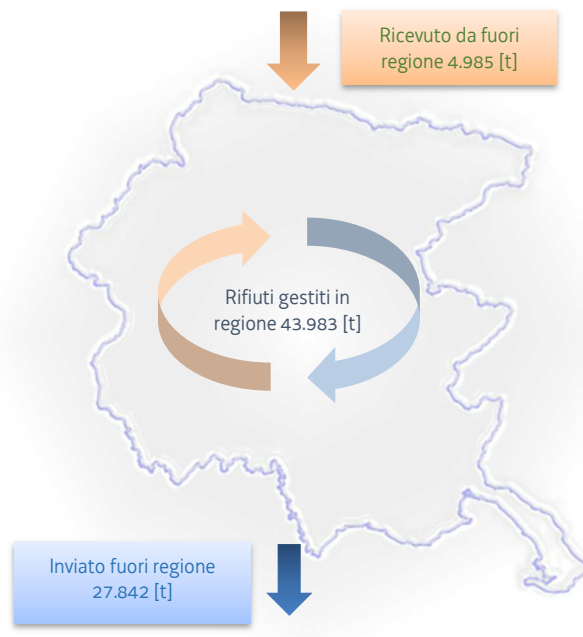 Ricevuto da fuori
regione 4.985 [t]
Rifiuti gestiti in
regione 43.983 [t]
Inviato fuori regione
27.842 [t]